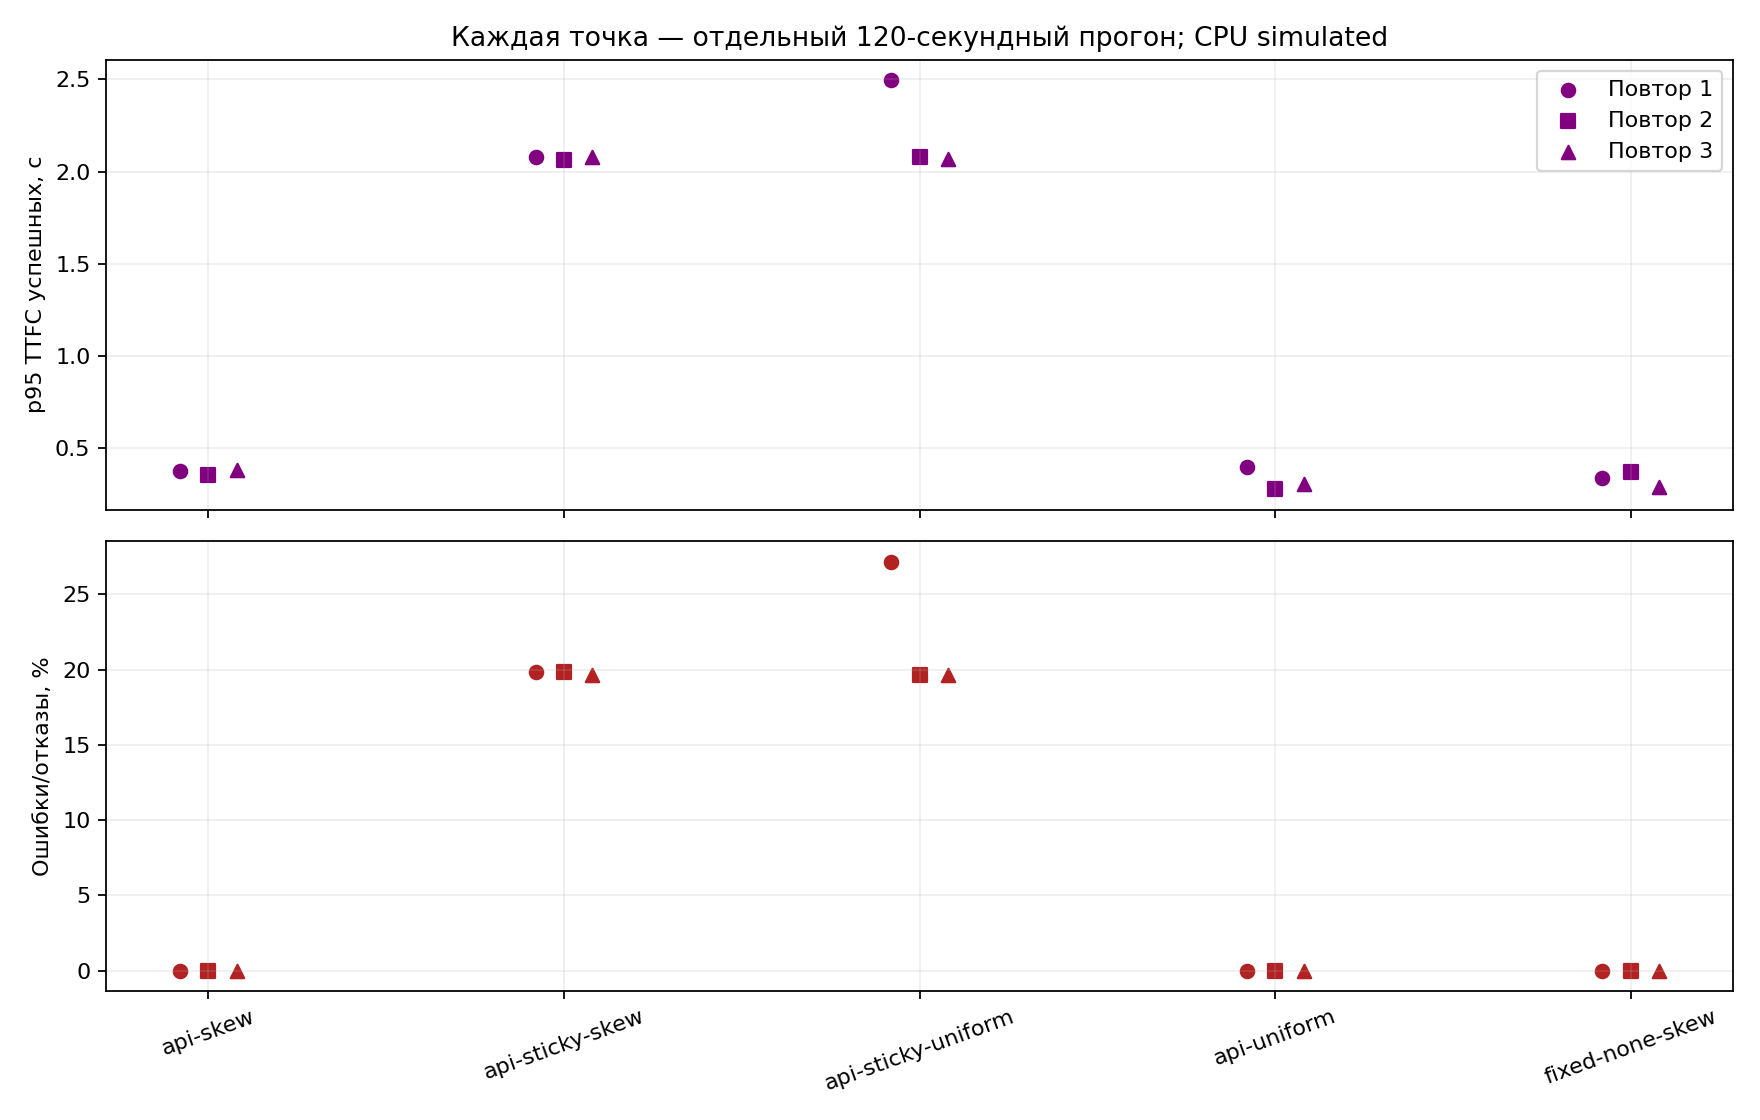 Каждая точка — отдельный 120-секундный прогон; CPU simulated
p95 TTFC успешных, с
2.5
2.0
1.5
1.0
0.5
Повтор 1
Повтор 2
Повтор 3
Ошибки/отказы, %
25
20
15
10
5
0
api-skew
api-sticky-skew
api-sticky-uniform
api-uniform
fixed-none-skew